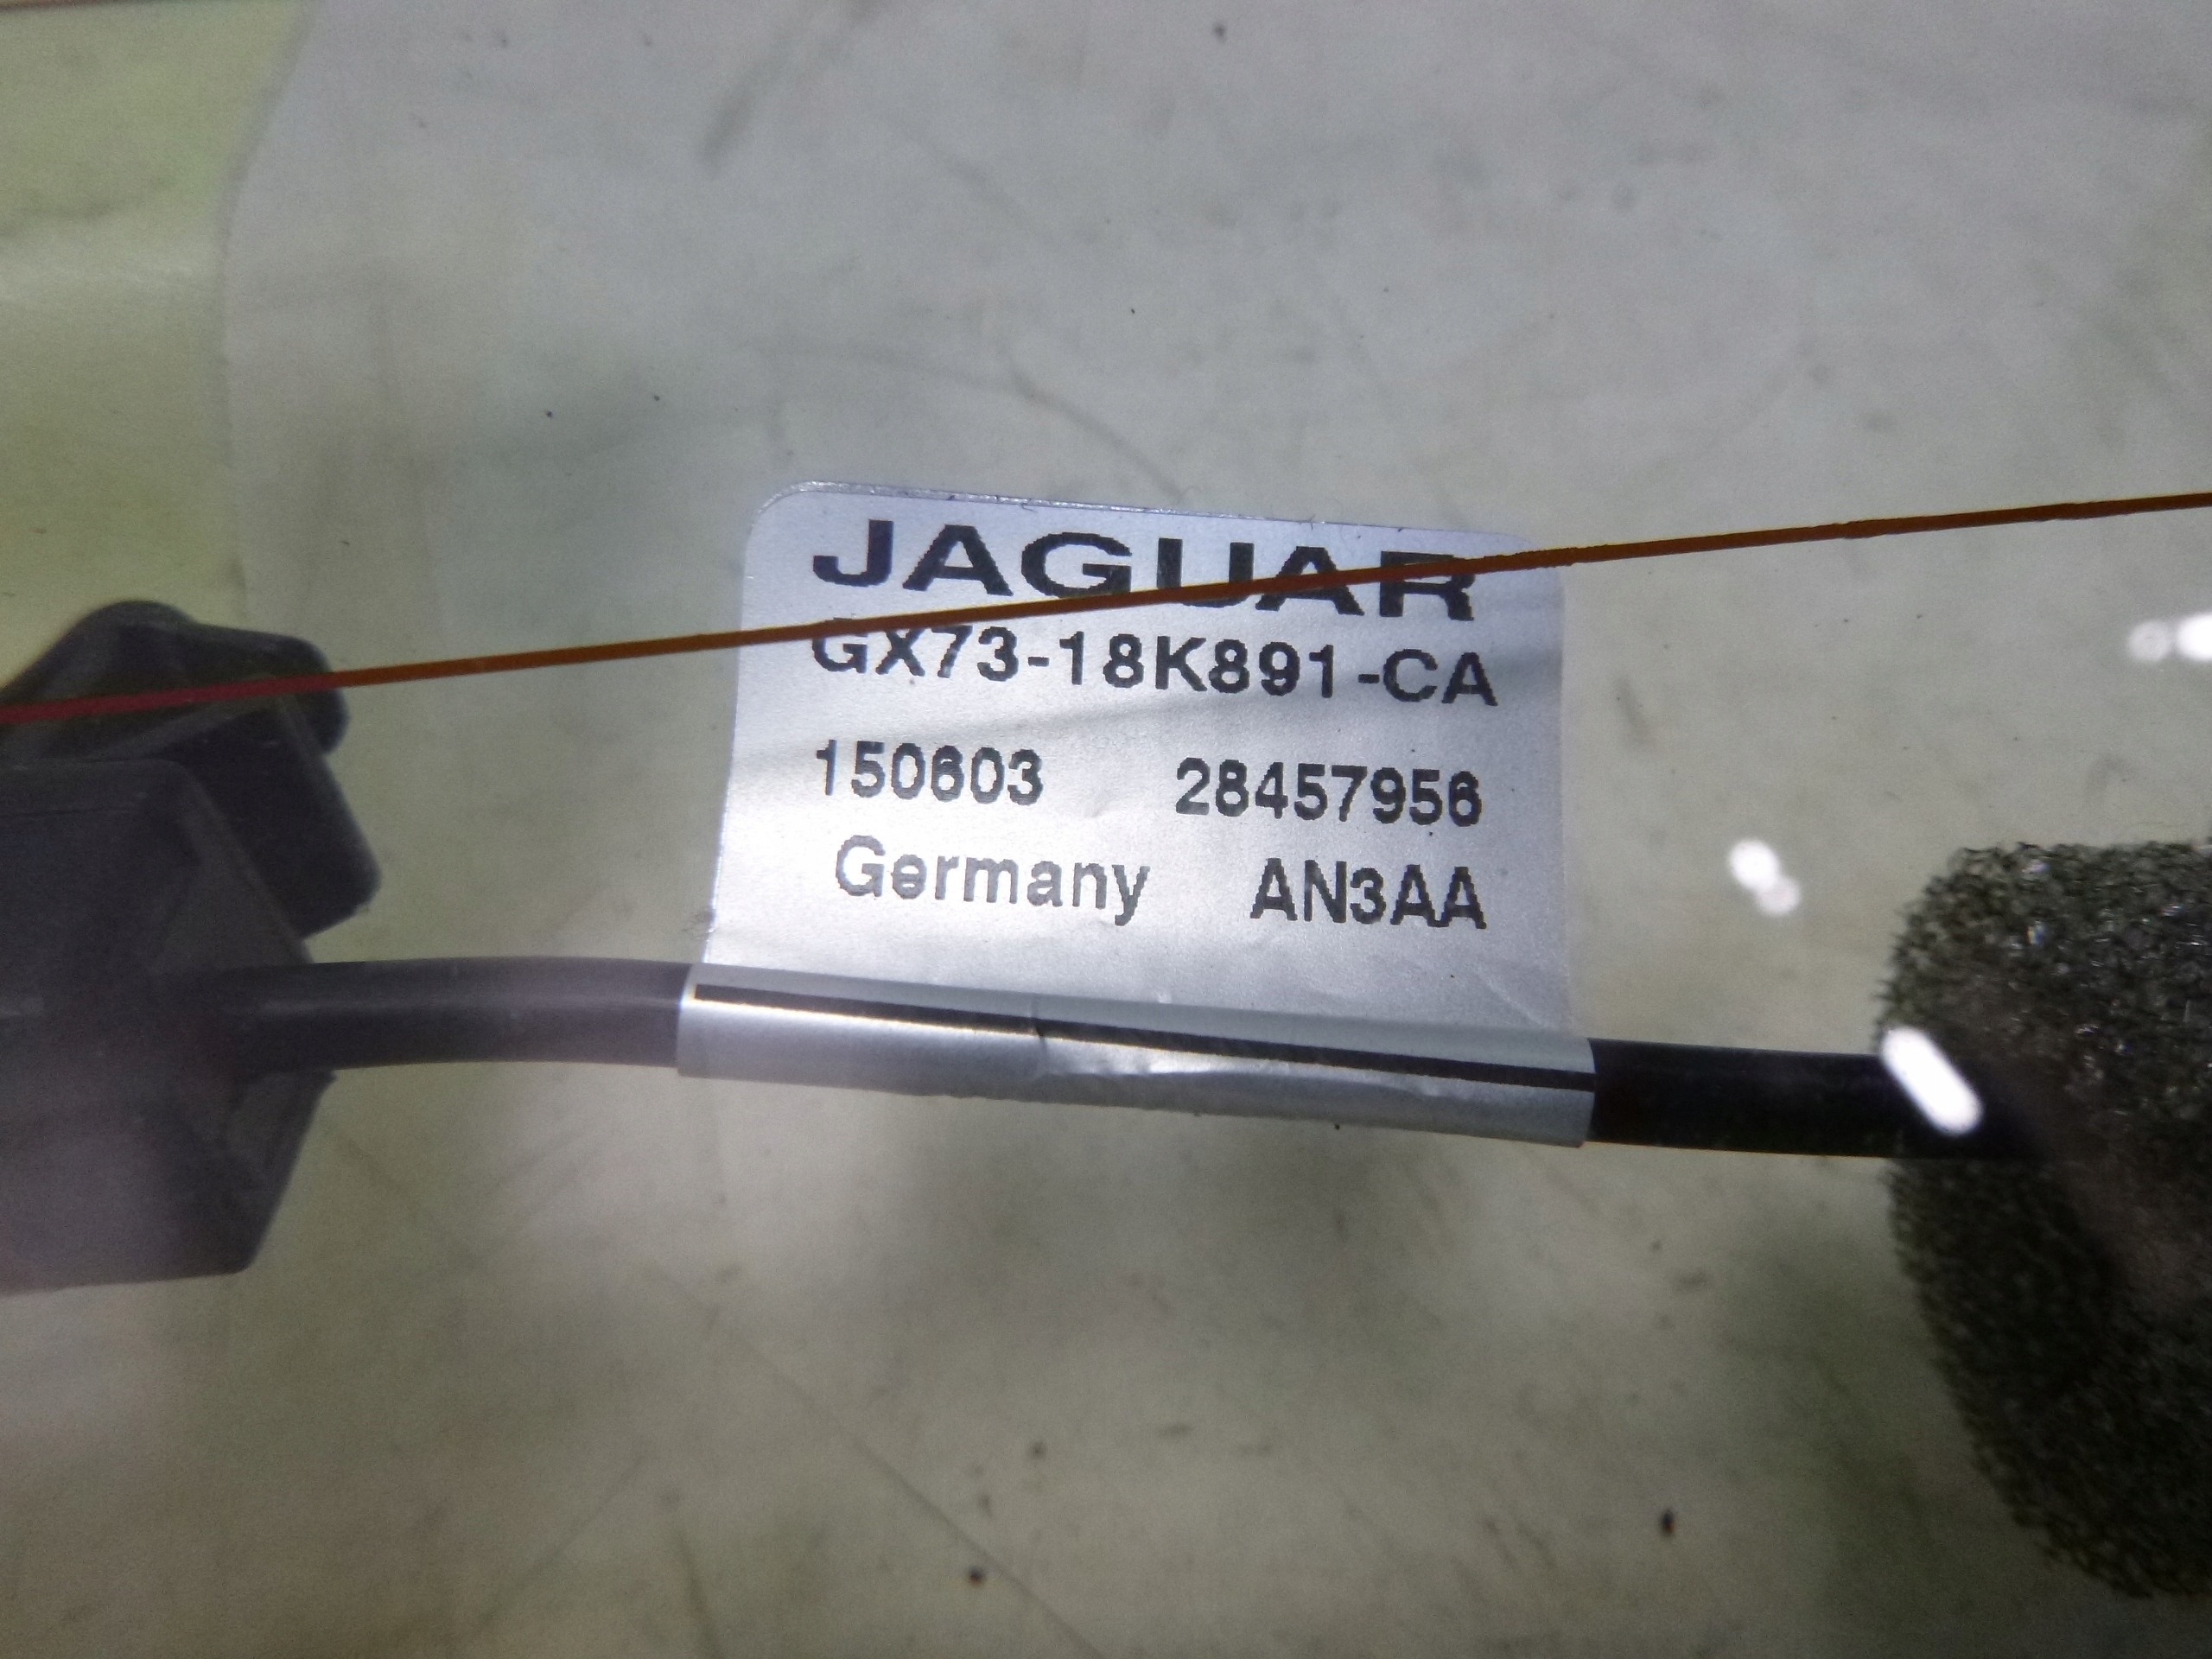 JAGUAR
GX73-18K891-CA
150603 28457956
Germany AN3AA